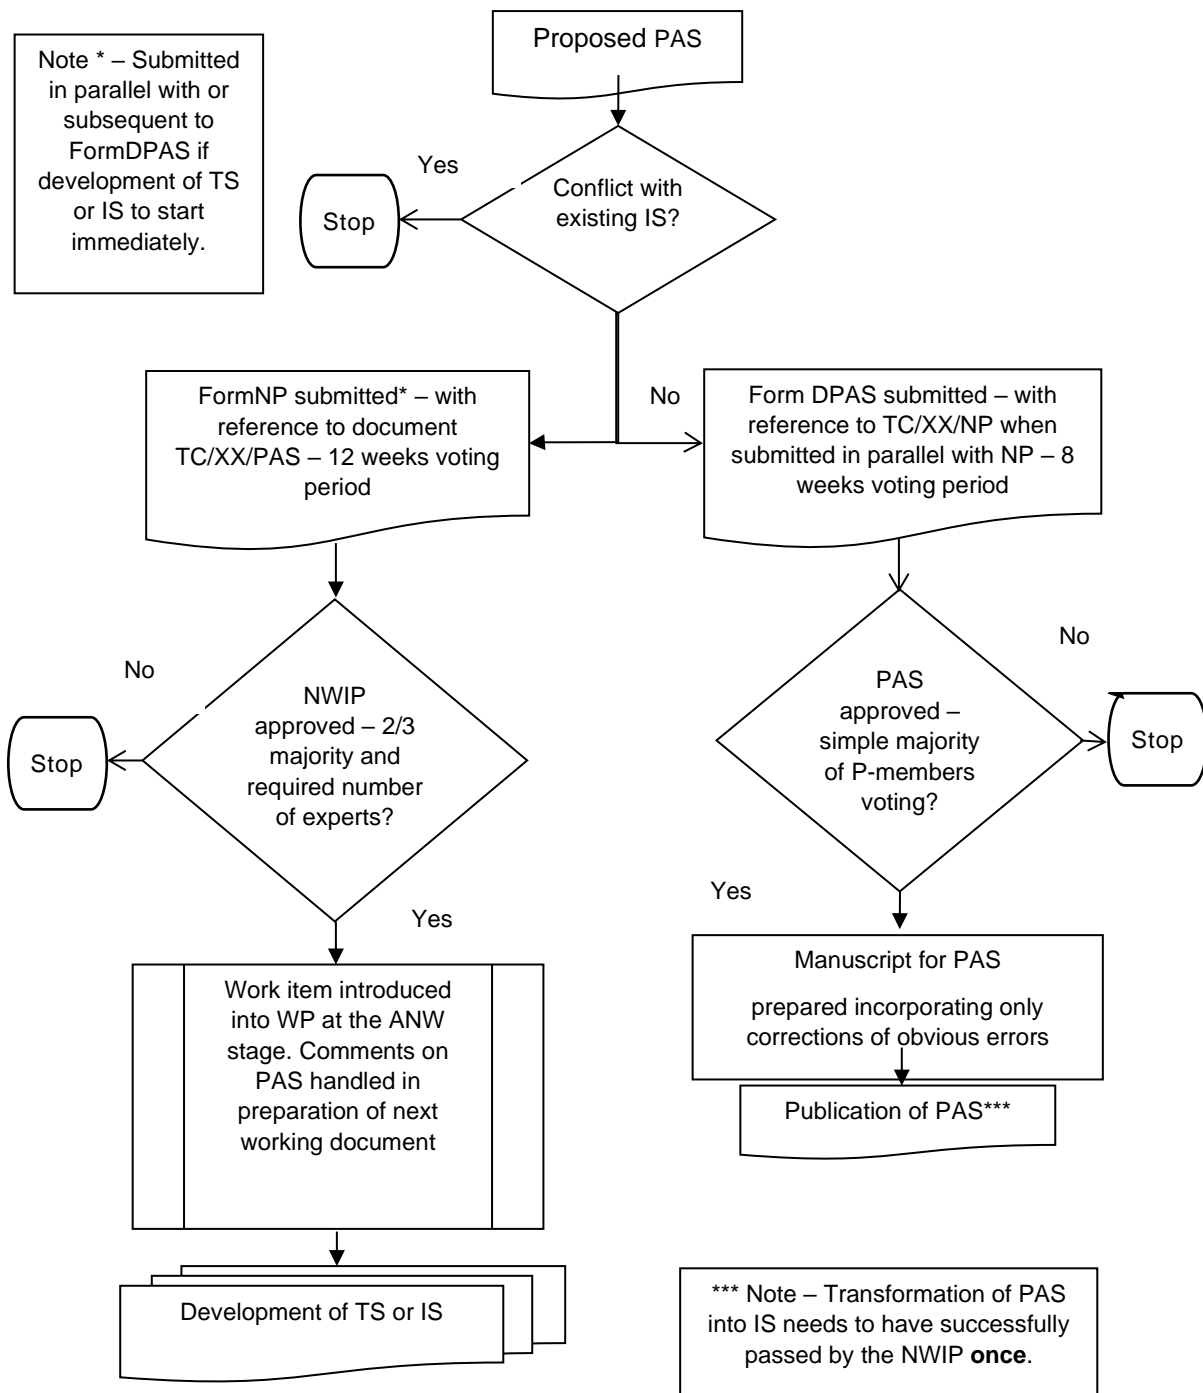 Proposed PAS
Note * – Submitted
in parallel with or
subsequent to
FormDPAS if
development of TS
or IS to start
immediately.
Yes
Conflict with
existing IS?
Stop
FormNP submitted* – with
reference to document
TC/XX/PAS – 12 weeks voting
period
No
Form DPAS submitted – with
reference to TC/XX/NP when
submitted in parallel with NP – 8
weeks voting period
No
NWIP
approved – 2/3
majority and
required number
of experts?
Stop
No
PAS
approved –
simple majority
of P-members
voting?
Stop
Yes
Yes
Work item introduced
into WP at the ANW
stage. Comments on
PAS handled in
preparation of next
working document
Manuscript for PAS
prepared incorporating only
corrections of obvious errors
Publication of PAS***
Development of TS or IS
*** Note – Transformation of PAS
into IS needs to have successfully
passed by the NWIP once.